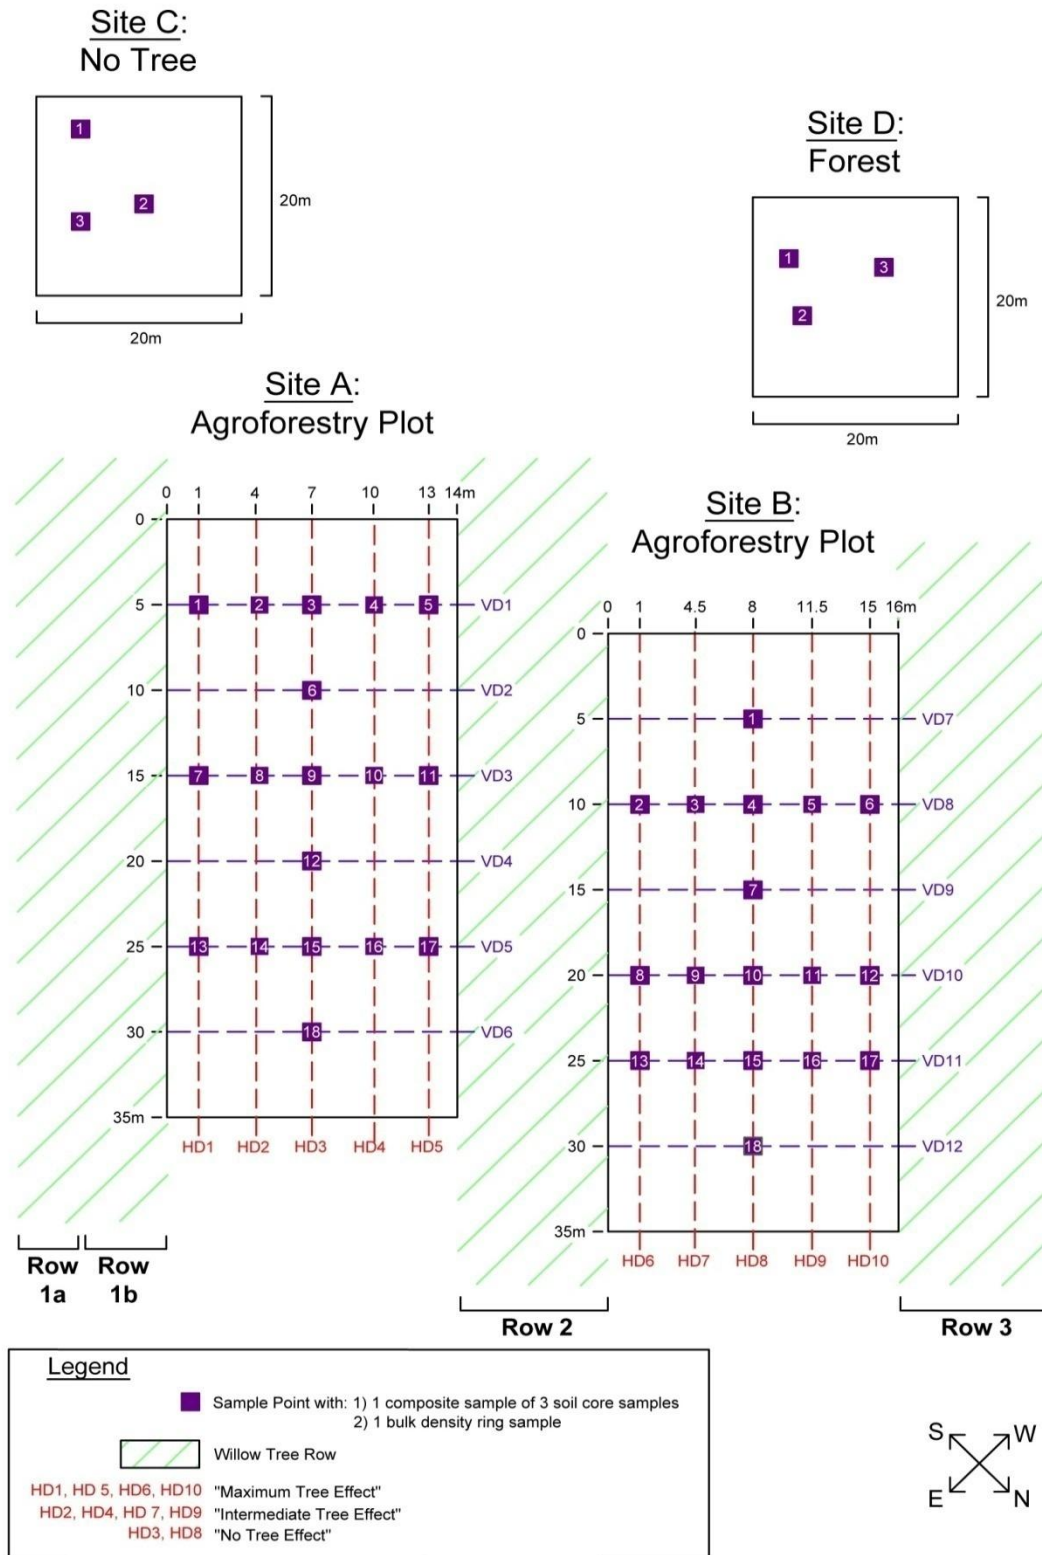 Site C:
No Tree
1
2
3
20m
20m
Site D:
Forest
1
3
2
20m
20m
Site A:
Agroforestry Plot
0 1 4 7 10 13 14m
0
5 1 2 3 4 5 VD1
10 6 VD2
15 7 8 9 10 11 VD3
20 12 VD4
25 13 14 15 16 17 VD5
30 18 VD6
35m
HD1 HD2 HD3 HD4 HD5
Site B:
Agroforestry Plot
0 1 4.5 8 11.5 15 16m
0
5 1 VD7
10 2 3 4 5 6 VD8
15 7 VD9
20 8 9 10 11 12 VD10
25 13 14 15 16 17 VD11
30 18 VD12
35m
HD6 HD7 HD8 HD9 HD10
Row
1a
Row
1b
Row 2
Row 3
Legend
Sample Point with: 1) 1 composite sample of 3 soil core samples
2) 1 bulk density ring sample
Willow Tree Row
HD1, HD 5, HD6, HD10 "Maximum Tree Effect"
HD2, HD4, HD 7, HD9 "Intermediate Tree Effect"
HD3, HD8 "No Tree Effect"
S W
E N